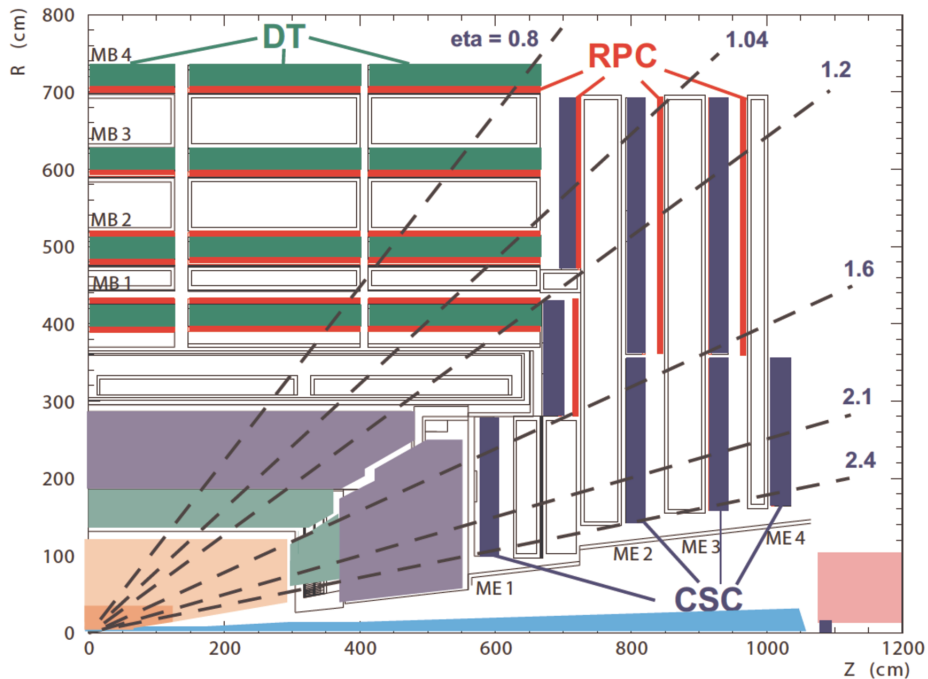 R (cm)
800
700
600
500
400
300
200
100
0
MB 4
MB 3
MB 2
MB 1
DT
eta = 0.8
RPC
1.04
1.2
1.6
2.1
2.4
ME 1
ME 2
ME 3
ME 4
CSC
0
200
400
600
800
1000
1200
Z (cm)